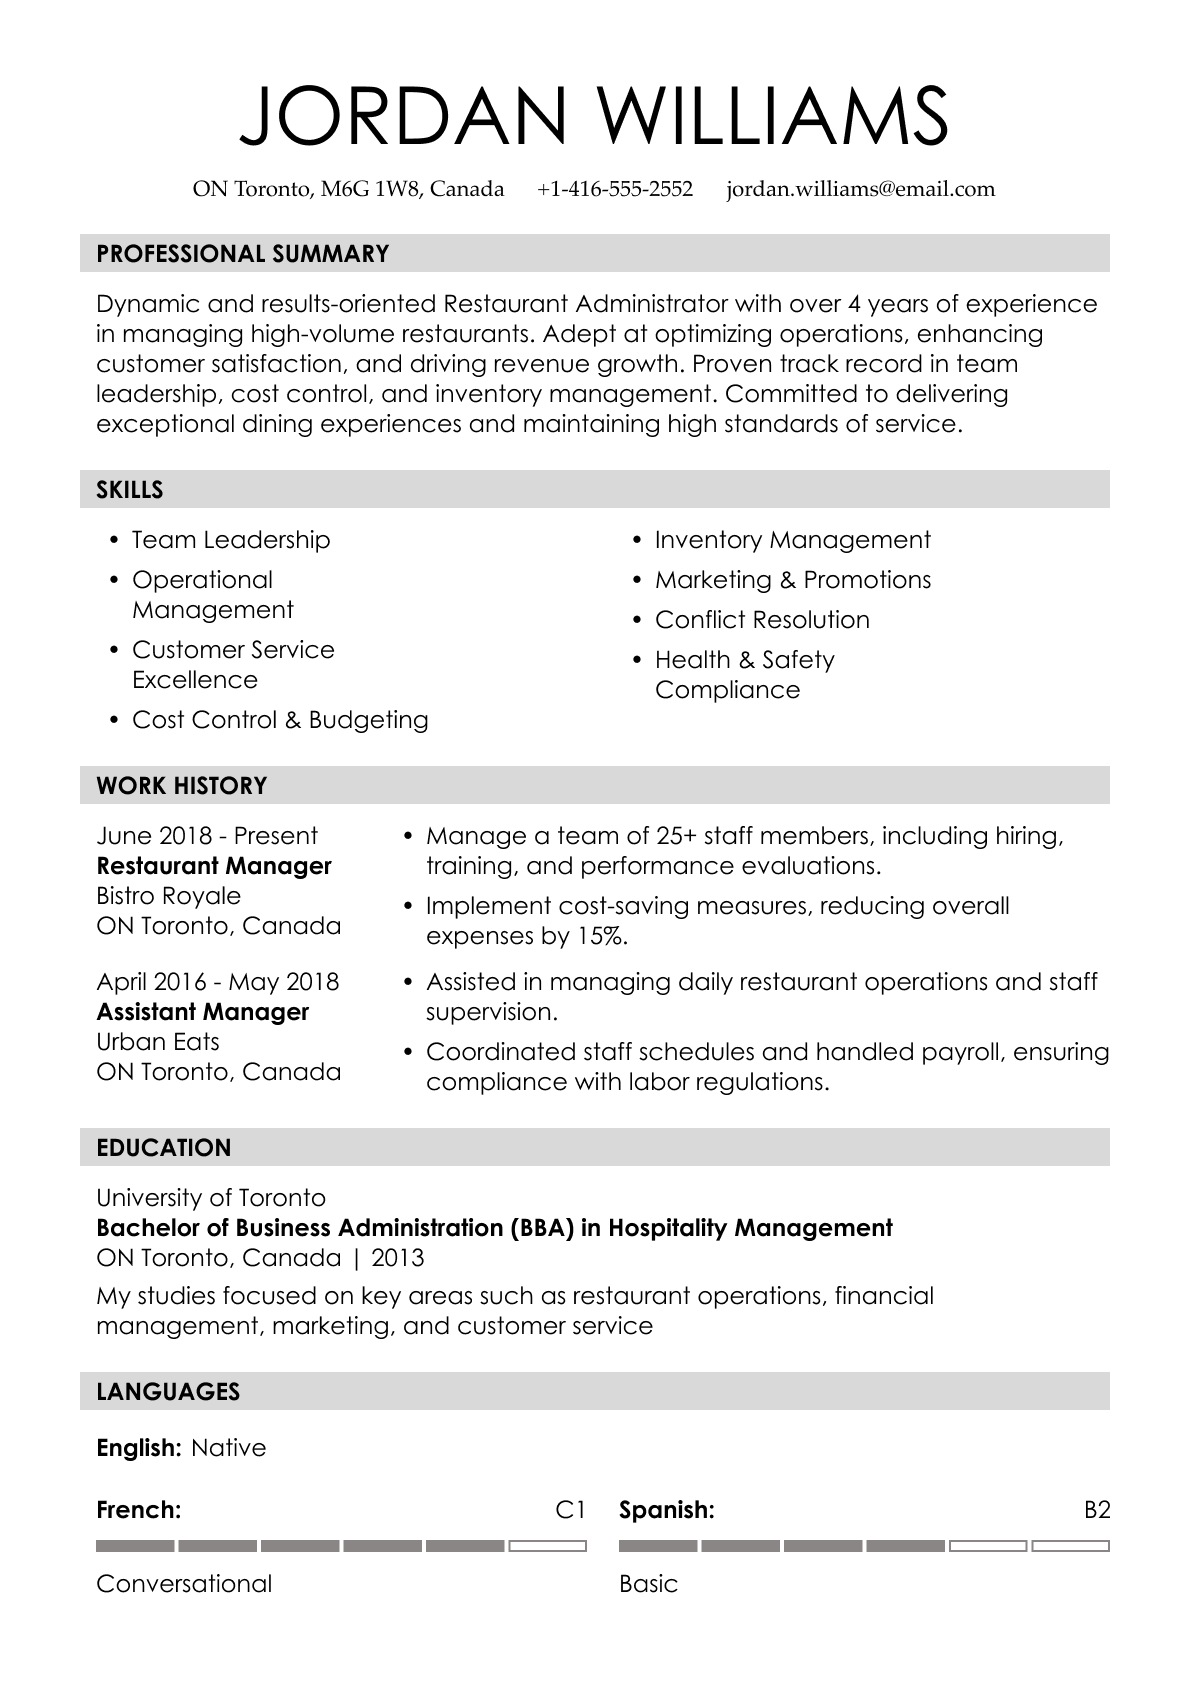 JORDAN WILLIAMS
ON Toronto, M6G 1W8, Canada +1-416-555-2552 jordan.williams@email.com
PROFESSIONAL SUMMARY
Dynamic and results-oriented Restaurant Administrator with over 4 years of experience
in managing high-volume restaurants. Adept at optimizing operations, enhancing
customer satisfaction, and driving revenue growth. Proven track record in team
leadership, cost control, and inventory management. Committed to delivering
exceptional dining experiences and maintaining high standards of service.
SKILLS
• Team Leadership
• Operational
Management
• Customer Service
Excellence
• Cost Control & Budgeting
• Inventory Management
• Marketing & Promotions
• Conflict Resolution
• Health & Safety
Compliance
WORK HISTORY
June 2018 - Present
Restaurant Manager
Bistro Royale
ON Toronto, Canada
• Manage a team of 25+ staff members, including hiring,
training, and performance evaluations.
• Implement cost-saving measures, reducing overall
expenses by 15%.
April 2016 - May 2018
Assistant Manager
Urban Eats
ON Toronto, Canada
• Assisted in managing daily restaurant operations and staff
supervision.
• Coordinated staff schedules and handled payroll, ensuring
compliance with labor regulations.
EDUCATION
University of Toronto
Bachelor of Business Administration (BBA) in Hospitality Management
ON Toronto, Canada | 2013
My studies focused on key areas such as restaurant operations, financial
management, marketing, and customer service
LANGUAGES
English: Native
French: C1
Conversational
Spanish: B2
Basic